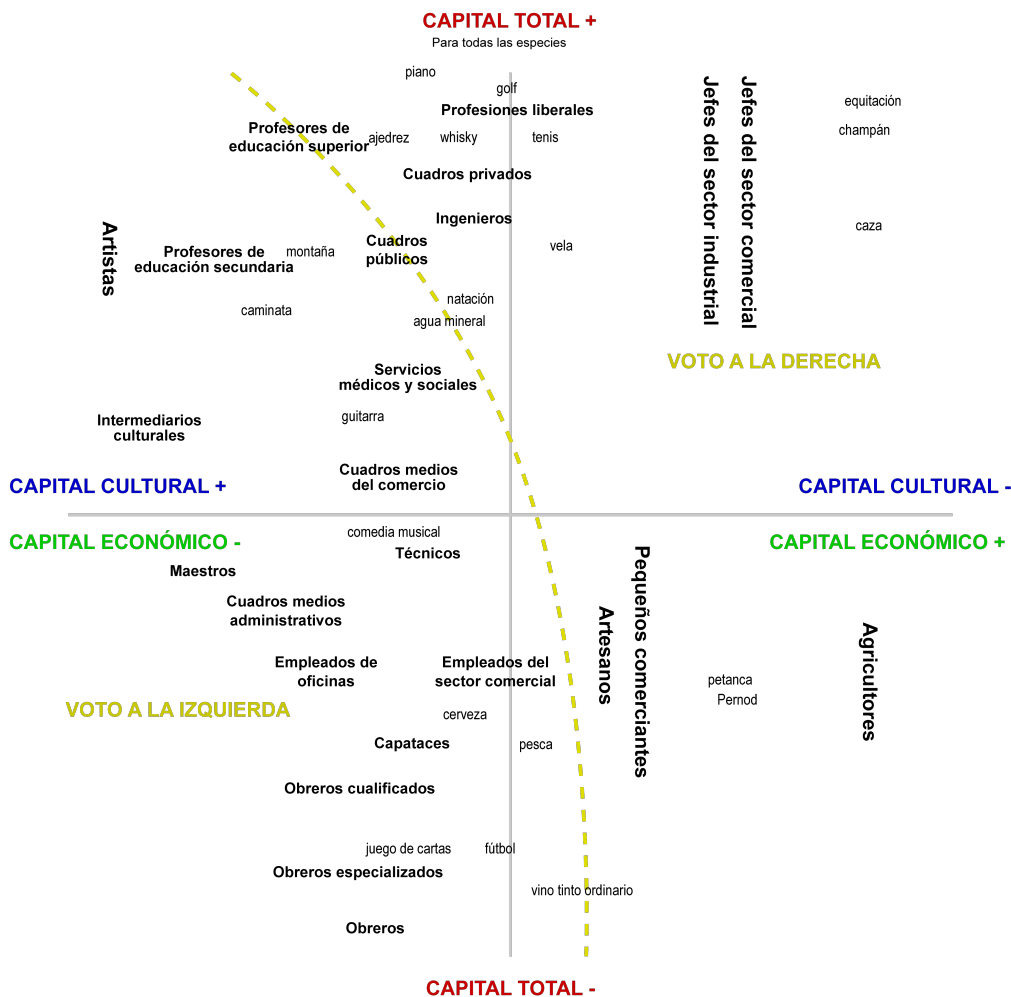 CAPITAL TOTAL +
Para todas las especies
piano
golf
Profesiones liberales
equitación
champán
Profesores de
educación superior
ajedrez
whisky
tenis
Cuadros privados
Jefes del sector industrial
Jefes del sector comercial
Ingenieros
caza
Artistas
Profesores de
educación secundaria
montaña
Cuadros
públicos
vela
natación
caminata
agua mineral
VOTO A LA DERECHA
Servicios
médicos y sociales
guitarra
Intermediarios
culturales
Cuadros medios
del comercio
CAPITAL CULTURAL +
CAPITAL CULTURAL -
CAPITAL ECONÓMICO -
CAPITAL ECONÓMICO +
comedia musical
Técnicos
Maestros
Cuadros medios
administrativos
Artesanos
Pequeños comerciantes
Agricultores
Empleados de
oficinas
Empleados del
sector comercial
petanca
Pernod
VOTO A LA IZQUIERDA
cerveza
Capataces
pesca
Obreros cualificados
juego de cartas
fútbol
Obreros especializados
vino tinto ordinario
Obreros
CAPITAL TOTAL -